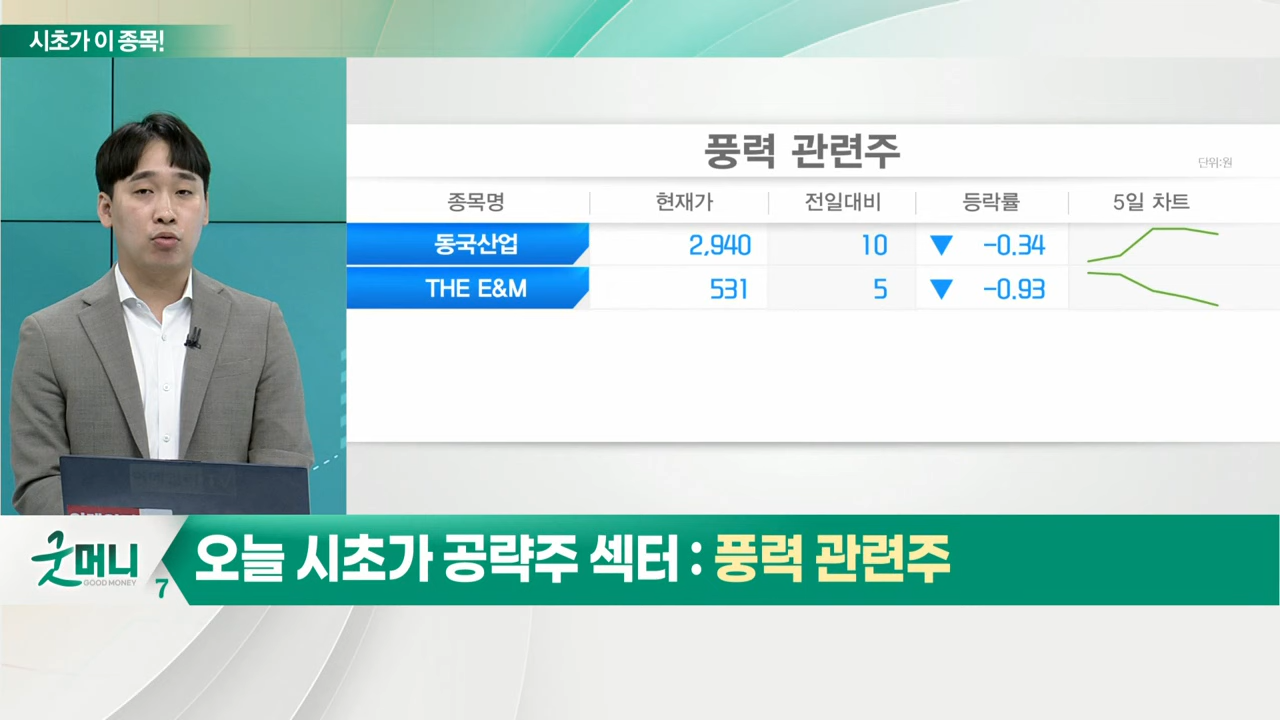 시초가 이 종목!
풍력 관련주
단위:원
종목명 현재가 전일대비 등락률 5일 차트
동국산업 2,940 10 ▼ -0.34
THE E&M 531 5 ▼ -0.93
굿머니
GOOD MONEY
7
오늘 시초가 공략주 섹터 : 풍력 관련주